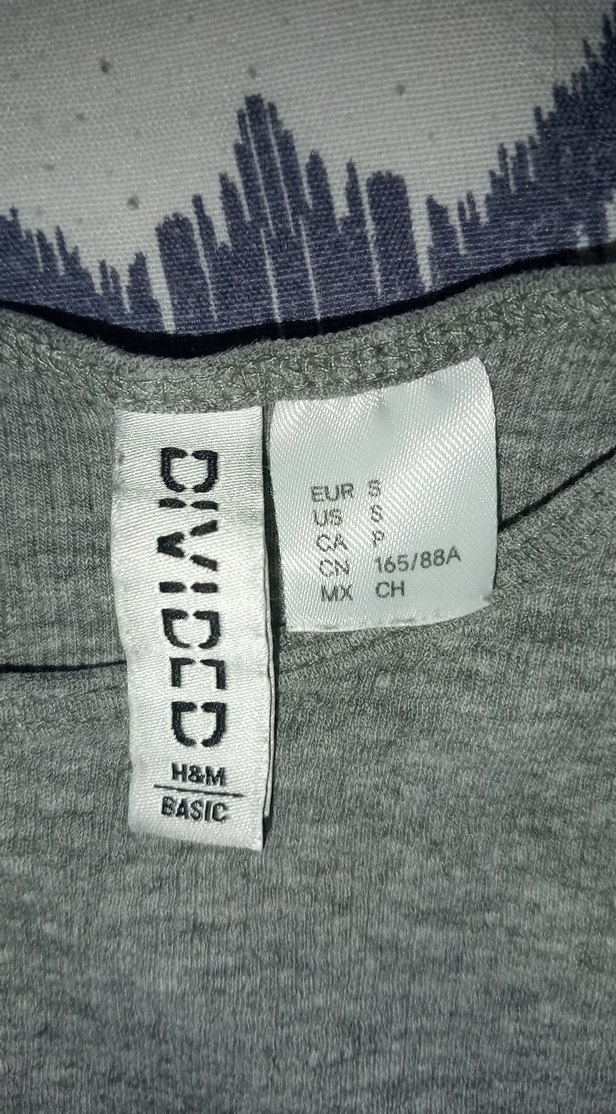 DIVIDED
H&M
BASIC
EUR S
US S
CA P
CN 165/88A
MX CH